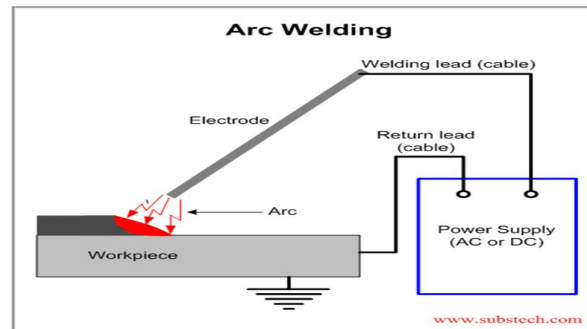 Arc Welding
Welding lead (cable)
Electrode
Return lead
(cable)
Arc
Power Supply
(AC or DC)
Workpiece
www.substech.com